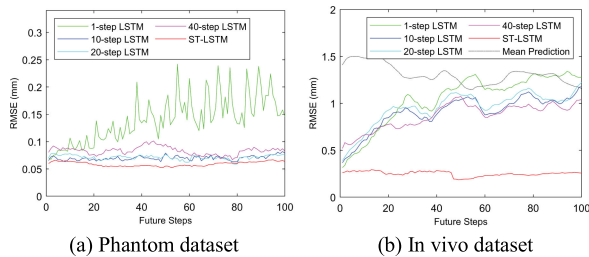 1-step LSTM 40-step LSTM
10-step LSTM ST-LSTM
20-step LSTM
0.3
0.25
0.2
0.15
0.1
0.05
0
RMSE (mm)
0 20 40 60 80 100
Future Steps
(a) Phantom dataset
1-step LSTM 40-step LSTM
10-step LSTM ST-LSTM
20-step LSTM Mean Prediction
2
1.5
1
0.5
0
RMSE (mm)
0 20 40 60 80 100
Future Steps
(b) In vivo dataset